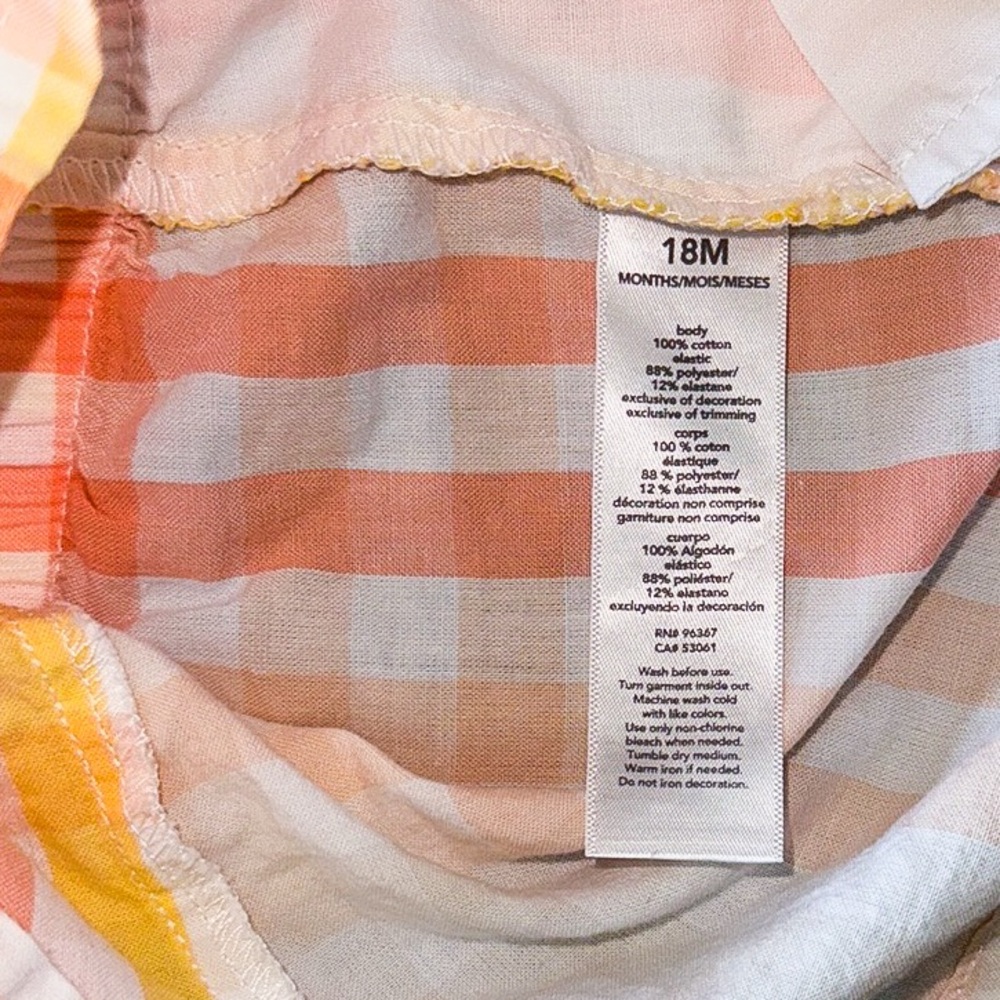 18M
MONTHS/MOIS/MESES
body
100% cotton
elastic
88% polyester/
12% elastane
exclusive of decoration
exclusive of trimming
corps
100 % coton
élastique
88 % polyester/
12 % élasthanne
décoration non comprise
garniture non comprise
cuerpo
100% Algodón
elástico
88% poliéster/
12% elastano
excluyendo la decoración
RN# 96367
CA# 53061
Wash before use.
Turn garment inside out.
Machine wash cold
with like colors.
Use only non-chlorine
bleach when needed.
Tumble dry medium.
Warm iron if needed.
Do not iron decoration.